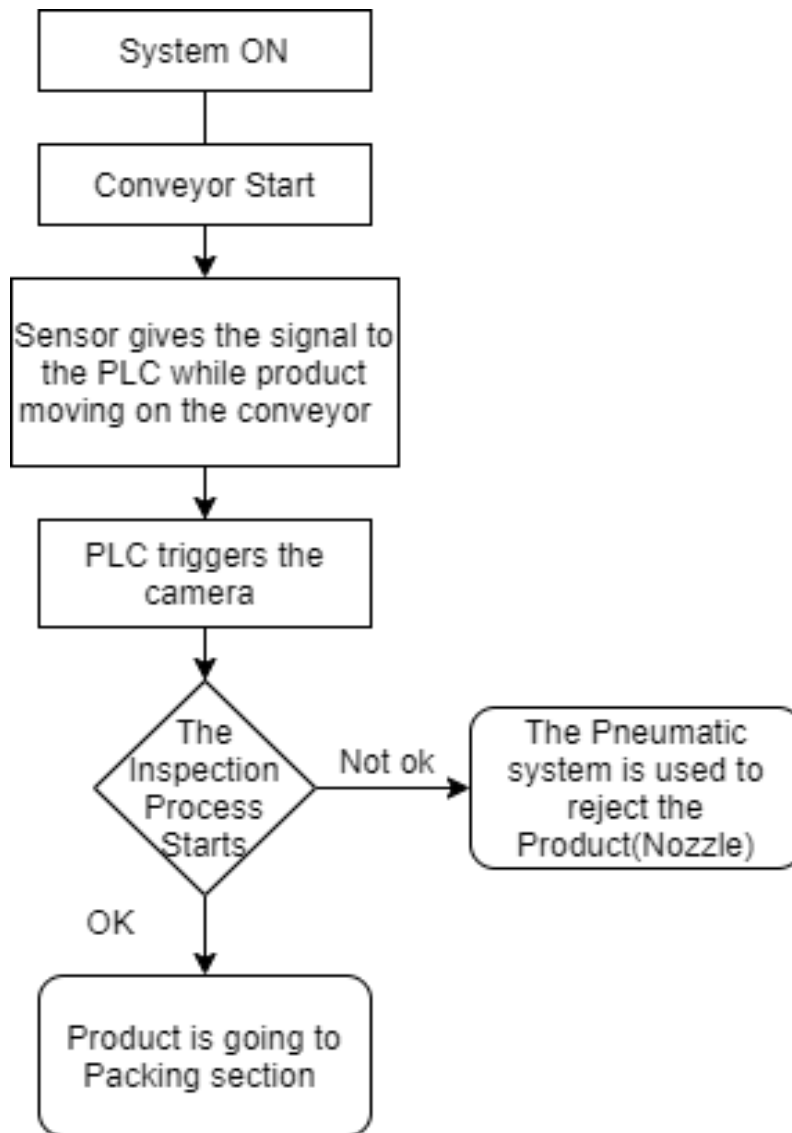 System ON
Conveyor Start
Sensor gives the signal to
the PLC while product
moving on the conveyor
PLC triggers the
camera
The
Inspection
Process
Starts
Not ok
The Pneumatic
system is used to
reject the
Product(Nozzle)
OK
Product is going to
Packing section